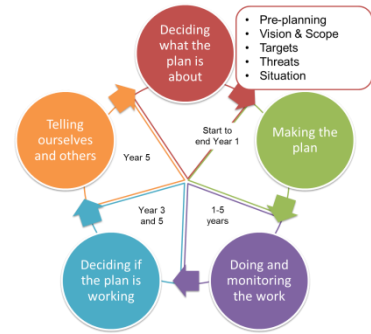 Deciding
what the
plan is
about
• Pre-planning
• Vision & Scope
• Targets
• Threats
• Situation
Making the
plan
Doing and
monitoring
the work
Deciding if
the plan is
working
Telling
ourselves
and others
Start to
end Year 1
1-5
years
Year 3
and 5
Year 5